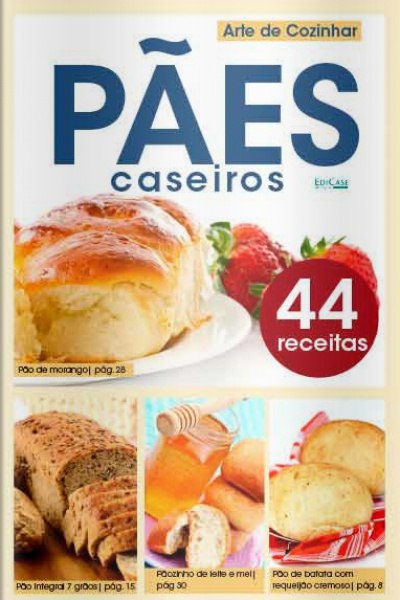 Arte de Cozinhar
PÃES
caseiros
EDICASE
44
receitas
Pão de morango| pág. 28
Pão integral 7 grãos| pág. 15
Pãozinho de leite e mel|
pág 30
Pão de batata com
requeijão cremoso| pág. 8